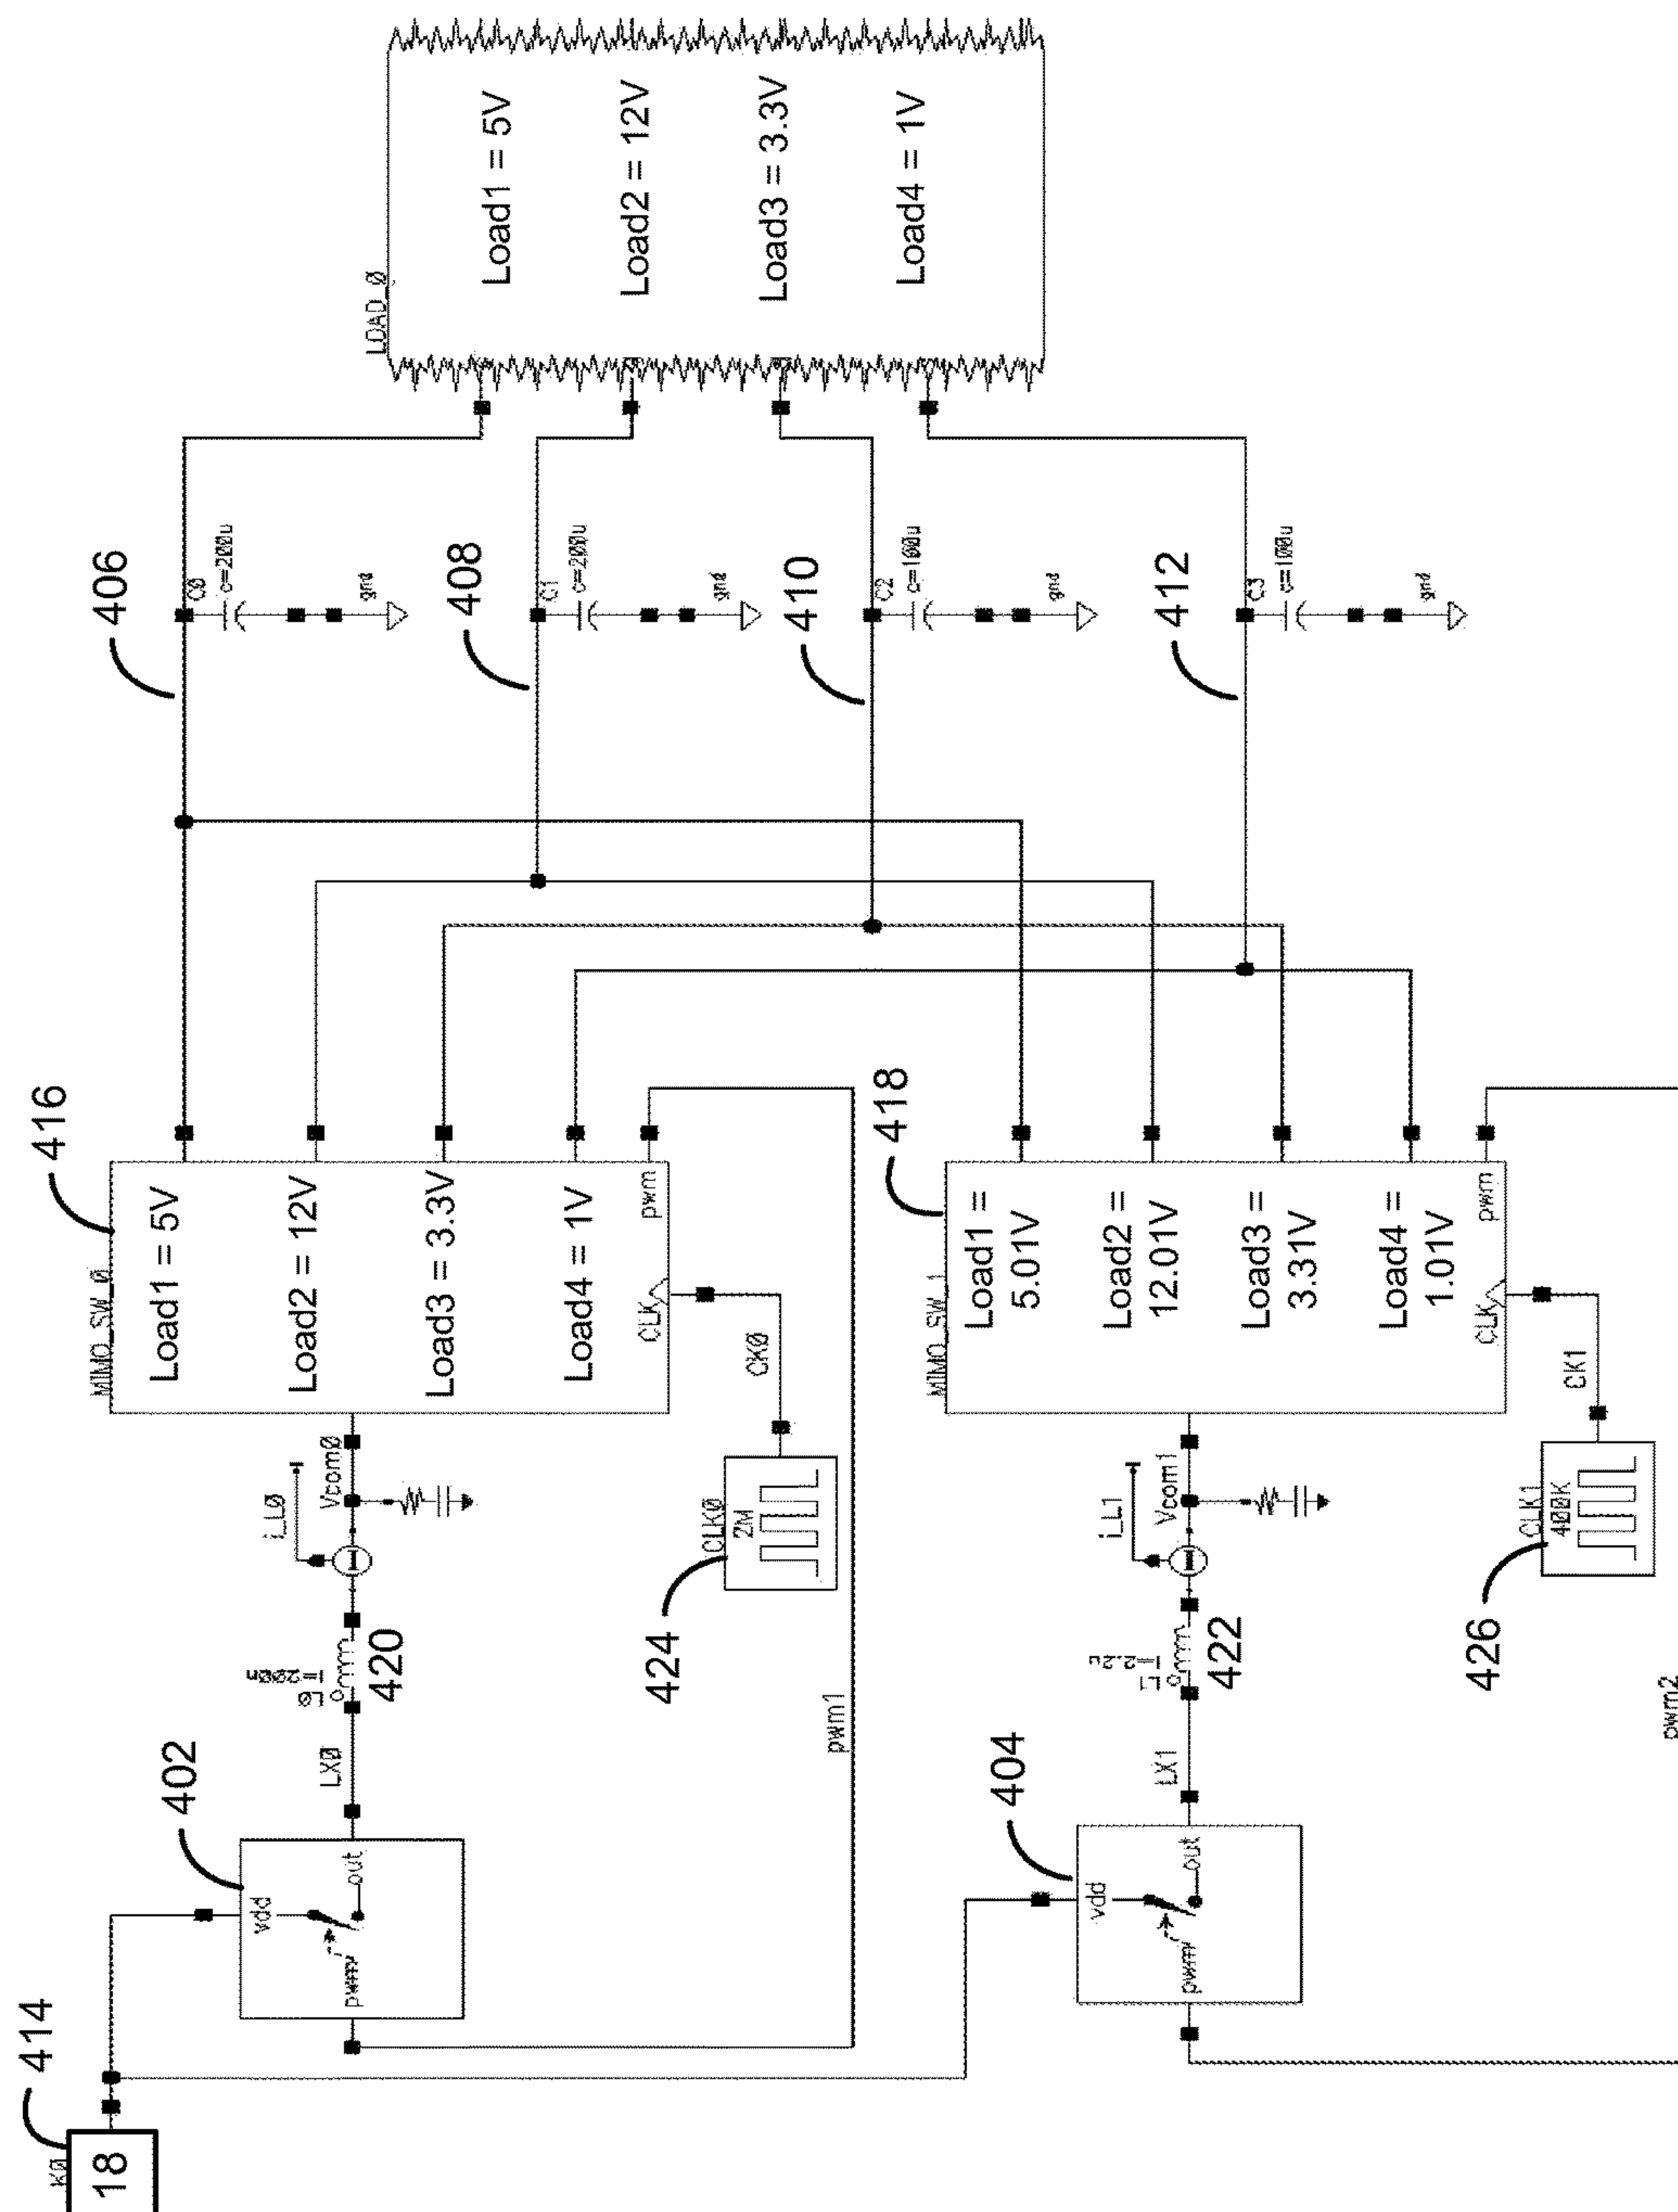 414
K0
18
402
vdd
pwm
out
LX0
L0
l=200n
420
i_L0
Vcom0
416
MIMO_SW_0
Load1 = 5V
Load2 = 12V
Load3 = 3.3V
Load4 = 1V
CLK
pwm
CK0
424
CLK0
2M
pwm1
404
vdd
pwm
out
LX1
L1
422
i_L1
Vcom1
418
MIMO_SW_1
Load1 =
5.01V
Load2 =
12.01V
Load3 =
3.31V
Load4 =
1.01V
CLK
pwm
CK1
426
CLK1
400K
pwm2
406
C0
c=200u
gnd
408
C1
c=200u
gnd
410
C2
c=100u
gnd
412
C3
c=100u
gnd
LOAD_0
Load1 = 5V
Load2 = 12V
Load3 = 3.3V
Load4 = 1V